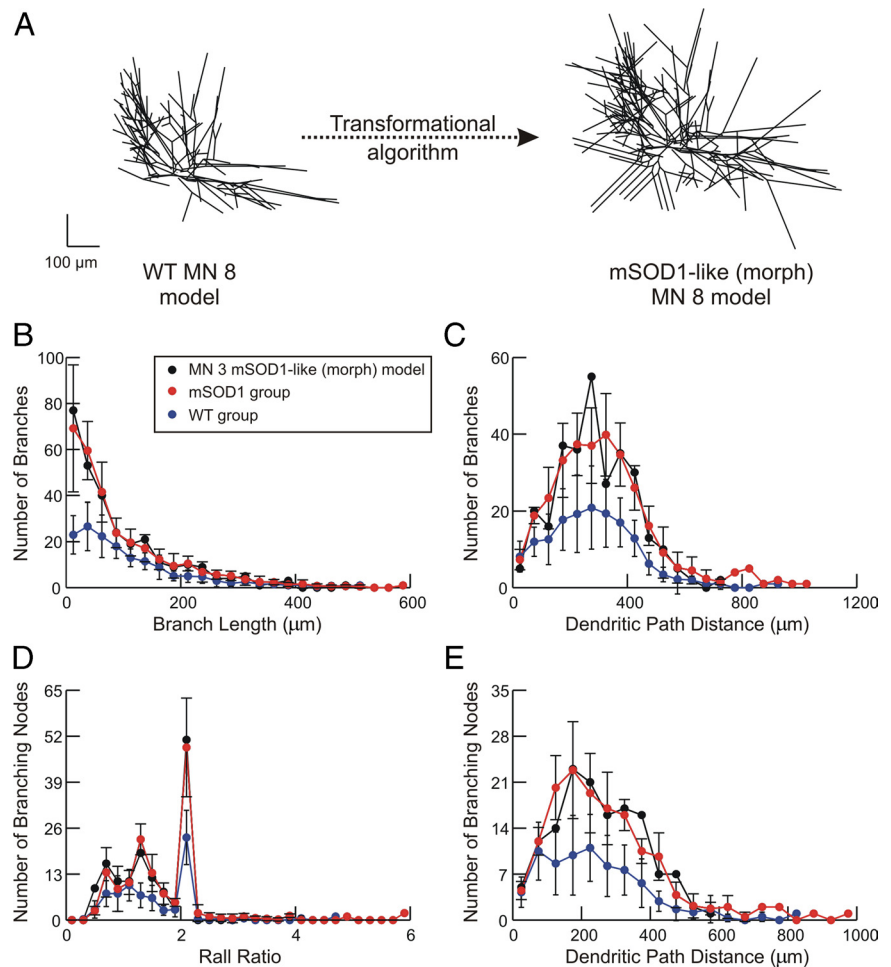 A
Transformational
algorithm
100 μm
WT MN 8
model
mSOD1-like (morph)
MN 8 model
B
100
80
60
40
20
0
0
200
400
600
Number of Branches
Branch Length (μm)
MN 3 mSOD1-like (morph) model
mSOD1 group
WT group
C
60
40
20
0
0
400
800
1200
Number of Branches
Dendritic Path Distance (μm)
D
65
52
39
26
13
0
0
2
4
6
Number of Branching Nodes
Rall Ratio
E
35
28
21
14
7
0
0
200
400
600
800
1000
Number of Branching Nodes
Dendritic Path Distance (μm)